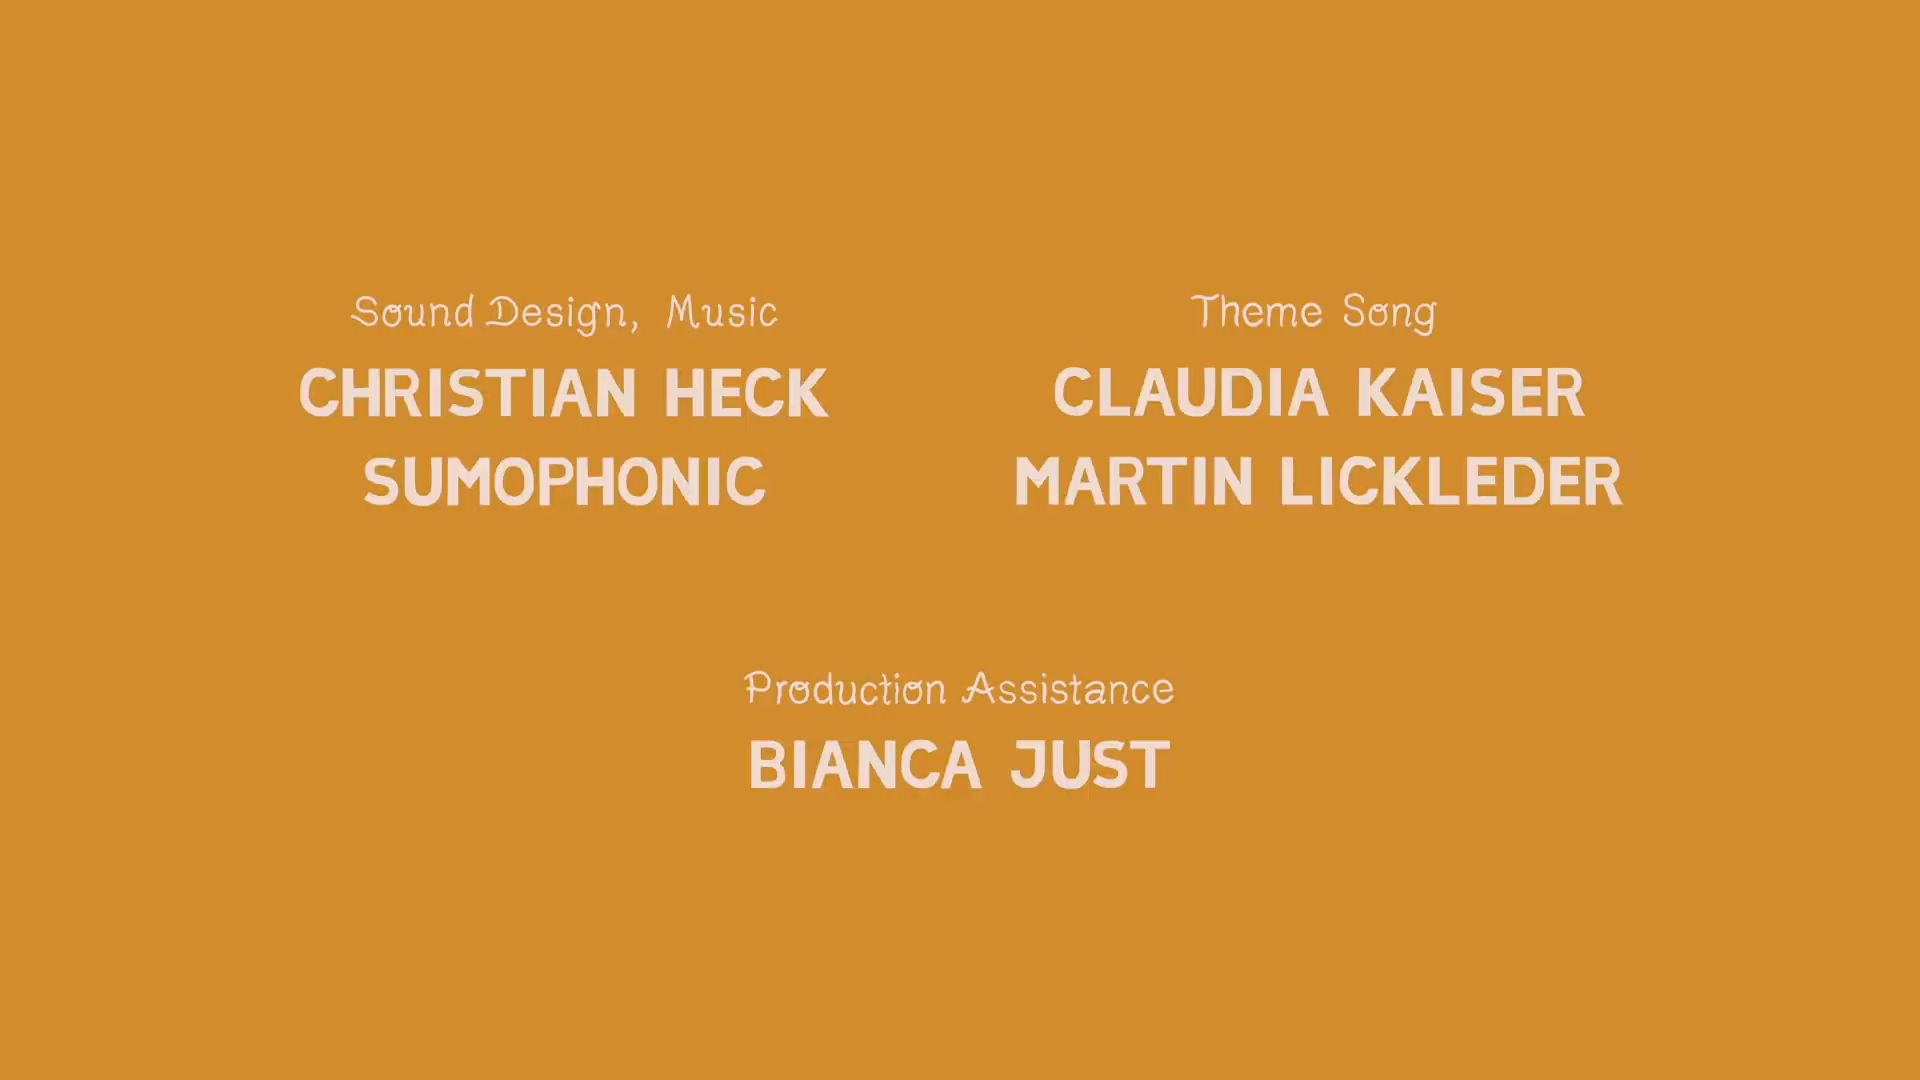 Sound Design, Music
CHRISTIAN HECK
SUMOPHONIC
Theme Song
CLAUDIA KAISER
MARTIN LICKLEDER
Production Assistance
BIANCA JUST